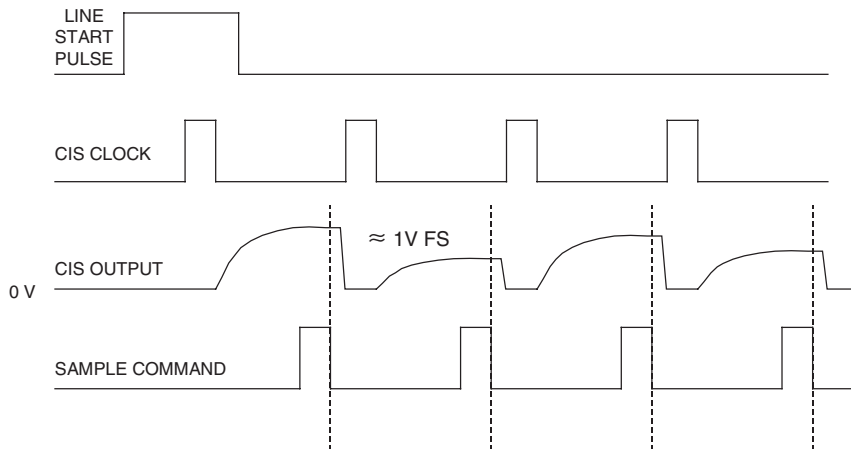 LINE
START
PULSE
CIS CLOCK
≈ 1V FS
CIS OUTPUT
0 V
SAMPLE COMMAND